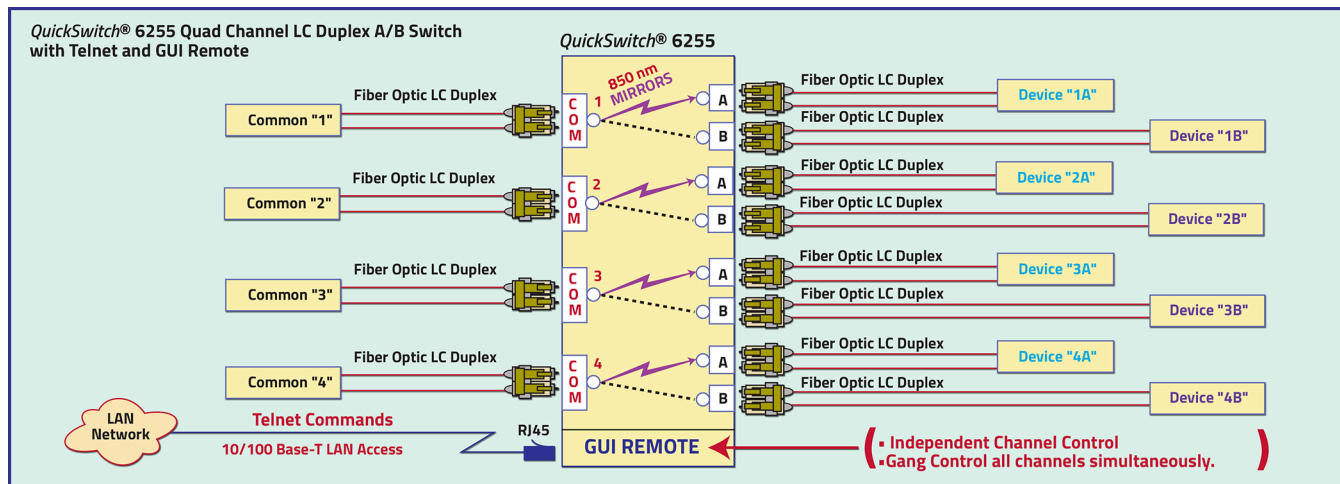 QuickSwitch® 6255 Quad Channel LC Duplex A/B Switch
with Telnet and GUI Remote
QuickSwitch® 6255
850 nm
MIRRORS
Common "1"
Fiber Optic LC Duplex
COM
1
A
B
Fiber Optic LC Duplex
Device "1A"
Fiber Optic LC Duplex
Device "1B"
Common "2"
Fiber Optic LC Duplex
COM
2
A
B
Fiber Optic LC Duplex
Device "2A"
Fiber Optic LC Duplex
Device "2B"
Common "3"
Fiber Optic LC Duplex
COM
3
A
B
Fiber Optic LC Duplex
Device "3A"
Fiber Optic LC Duplex
Device "3B"
Common "4"
Fiber Optic LC Duplex
COM
4
A
B
Fiber Optic LC Duplex
Device "4A"
Fiber Optic LC Duplex
Device "4B"
LAN
Network
Telnet Commands
10/100 Base-T LAN Access
RJ45
GUI REMOTE
(• Independent Channel Control
•Gang Control all channels simultaneously.)